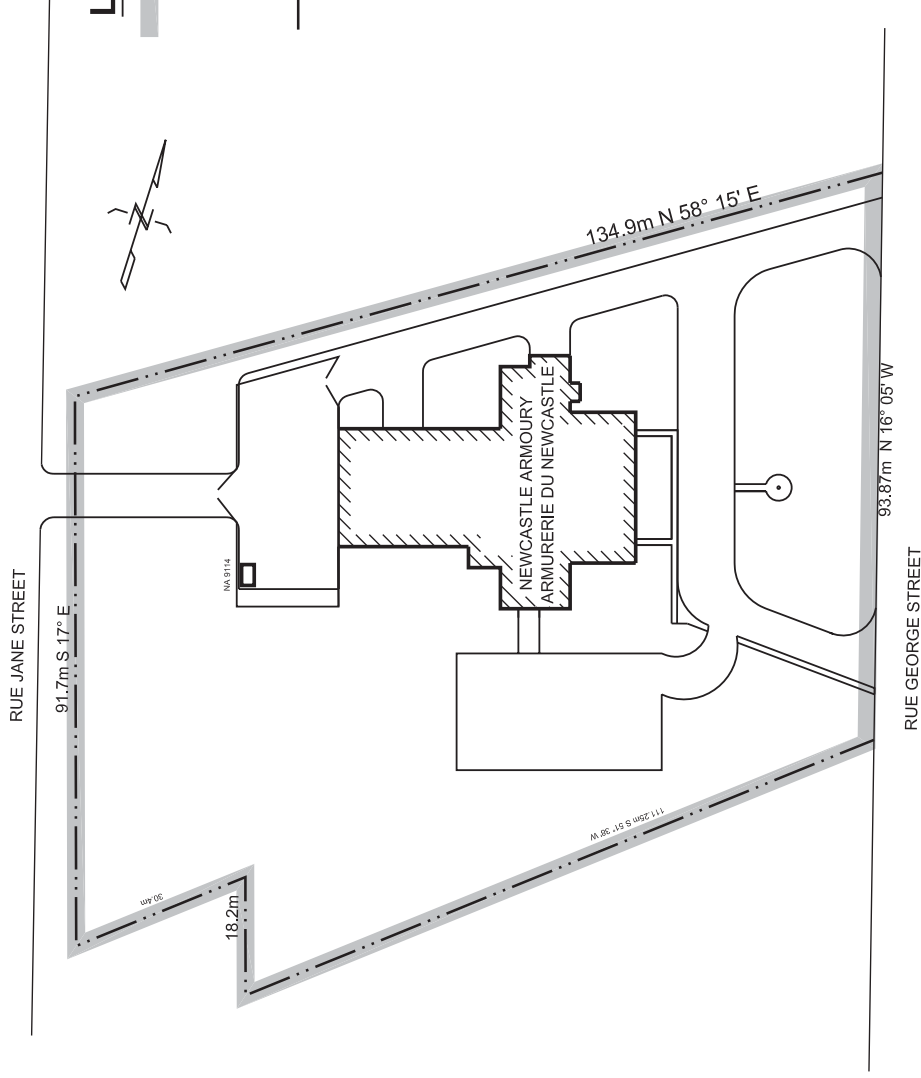 134.9m N 58° 15' E
93.87m N 16° 05' W
NEWCASTLE ARMOURY
ARMURERIE DU NEWCASTLE
NA 9114
RUE JANE STREET
91.7m S 17° E
RUE GEORGE STREET
111.25m S 51° 38' W
30.4m
18.2m
N